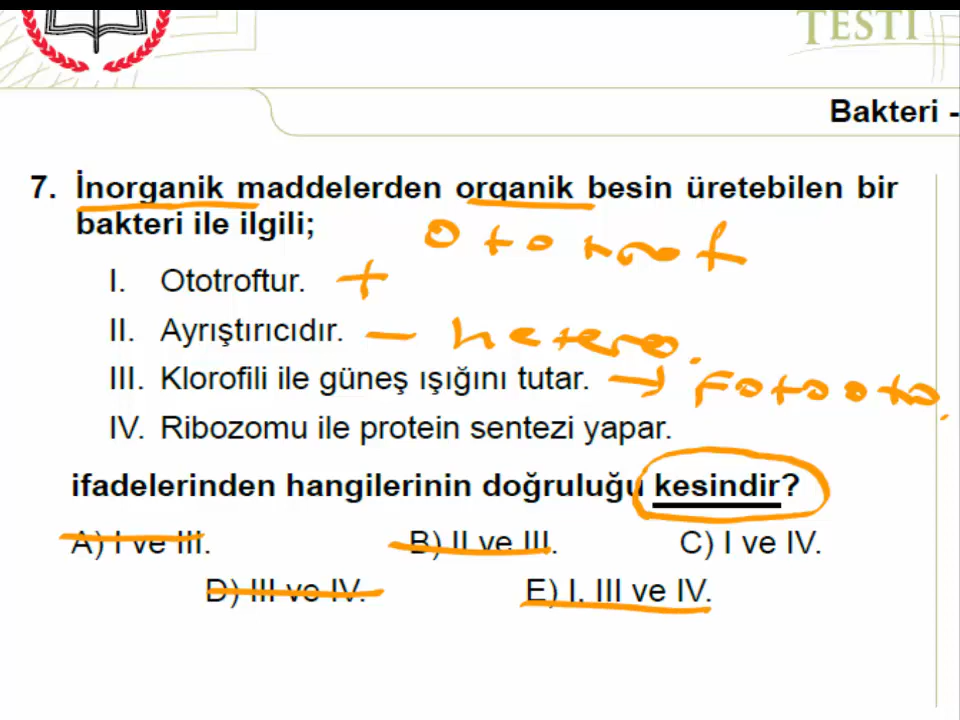 TESTİ
Bakteri -
7. İnorganik maddelerden organik besin üretebilen bir
bakteri ile ilgili;
ototrof
I. Ototroftur. +
II. Ayrıştırıcıdır. – hetero.
III. Klorofili ile güneş ışığını tutar. → Fotooto.
IV. Ribozomu ile protein sentezi yapar.
ifadelerinden hangilerinin doğruluğu kesindir?
A) I ve III. B) II ve III. C) I ve IV.
D) III ve IV. E) I, III ve IV.